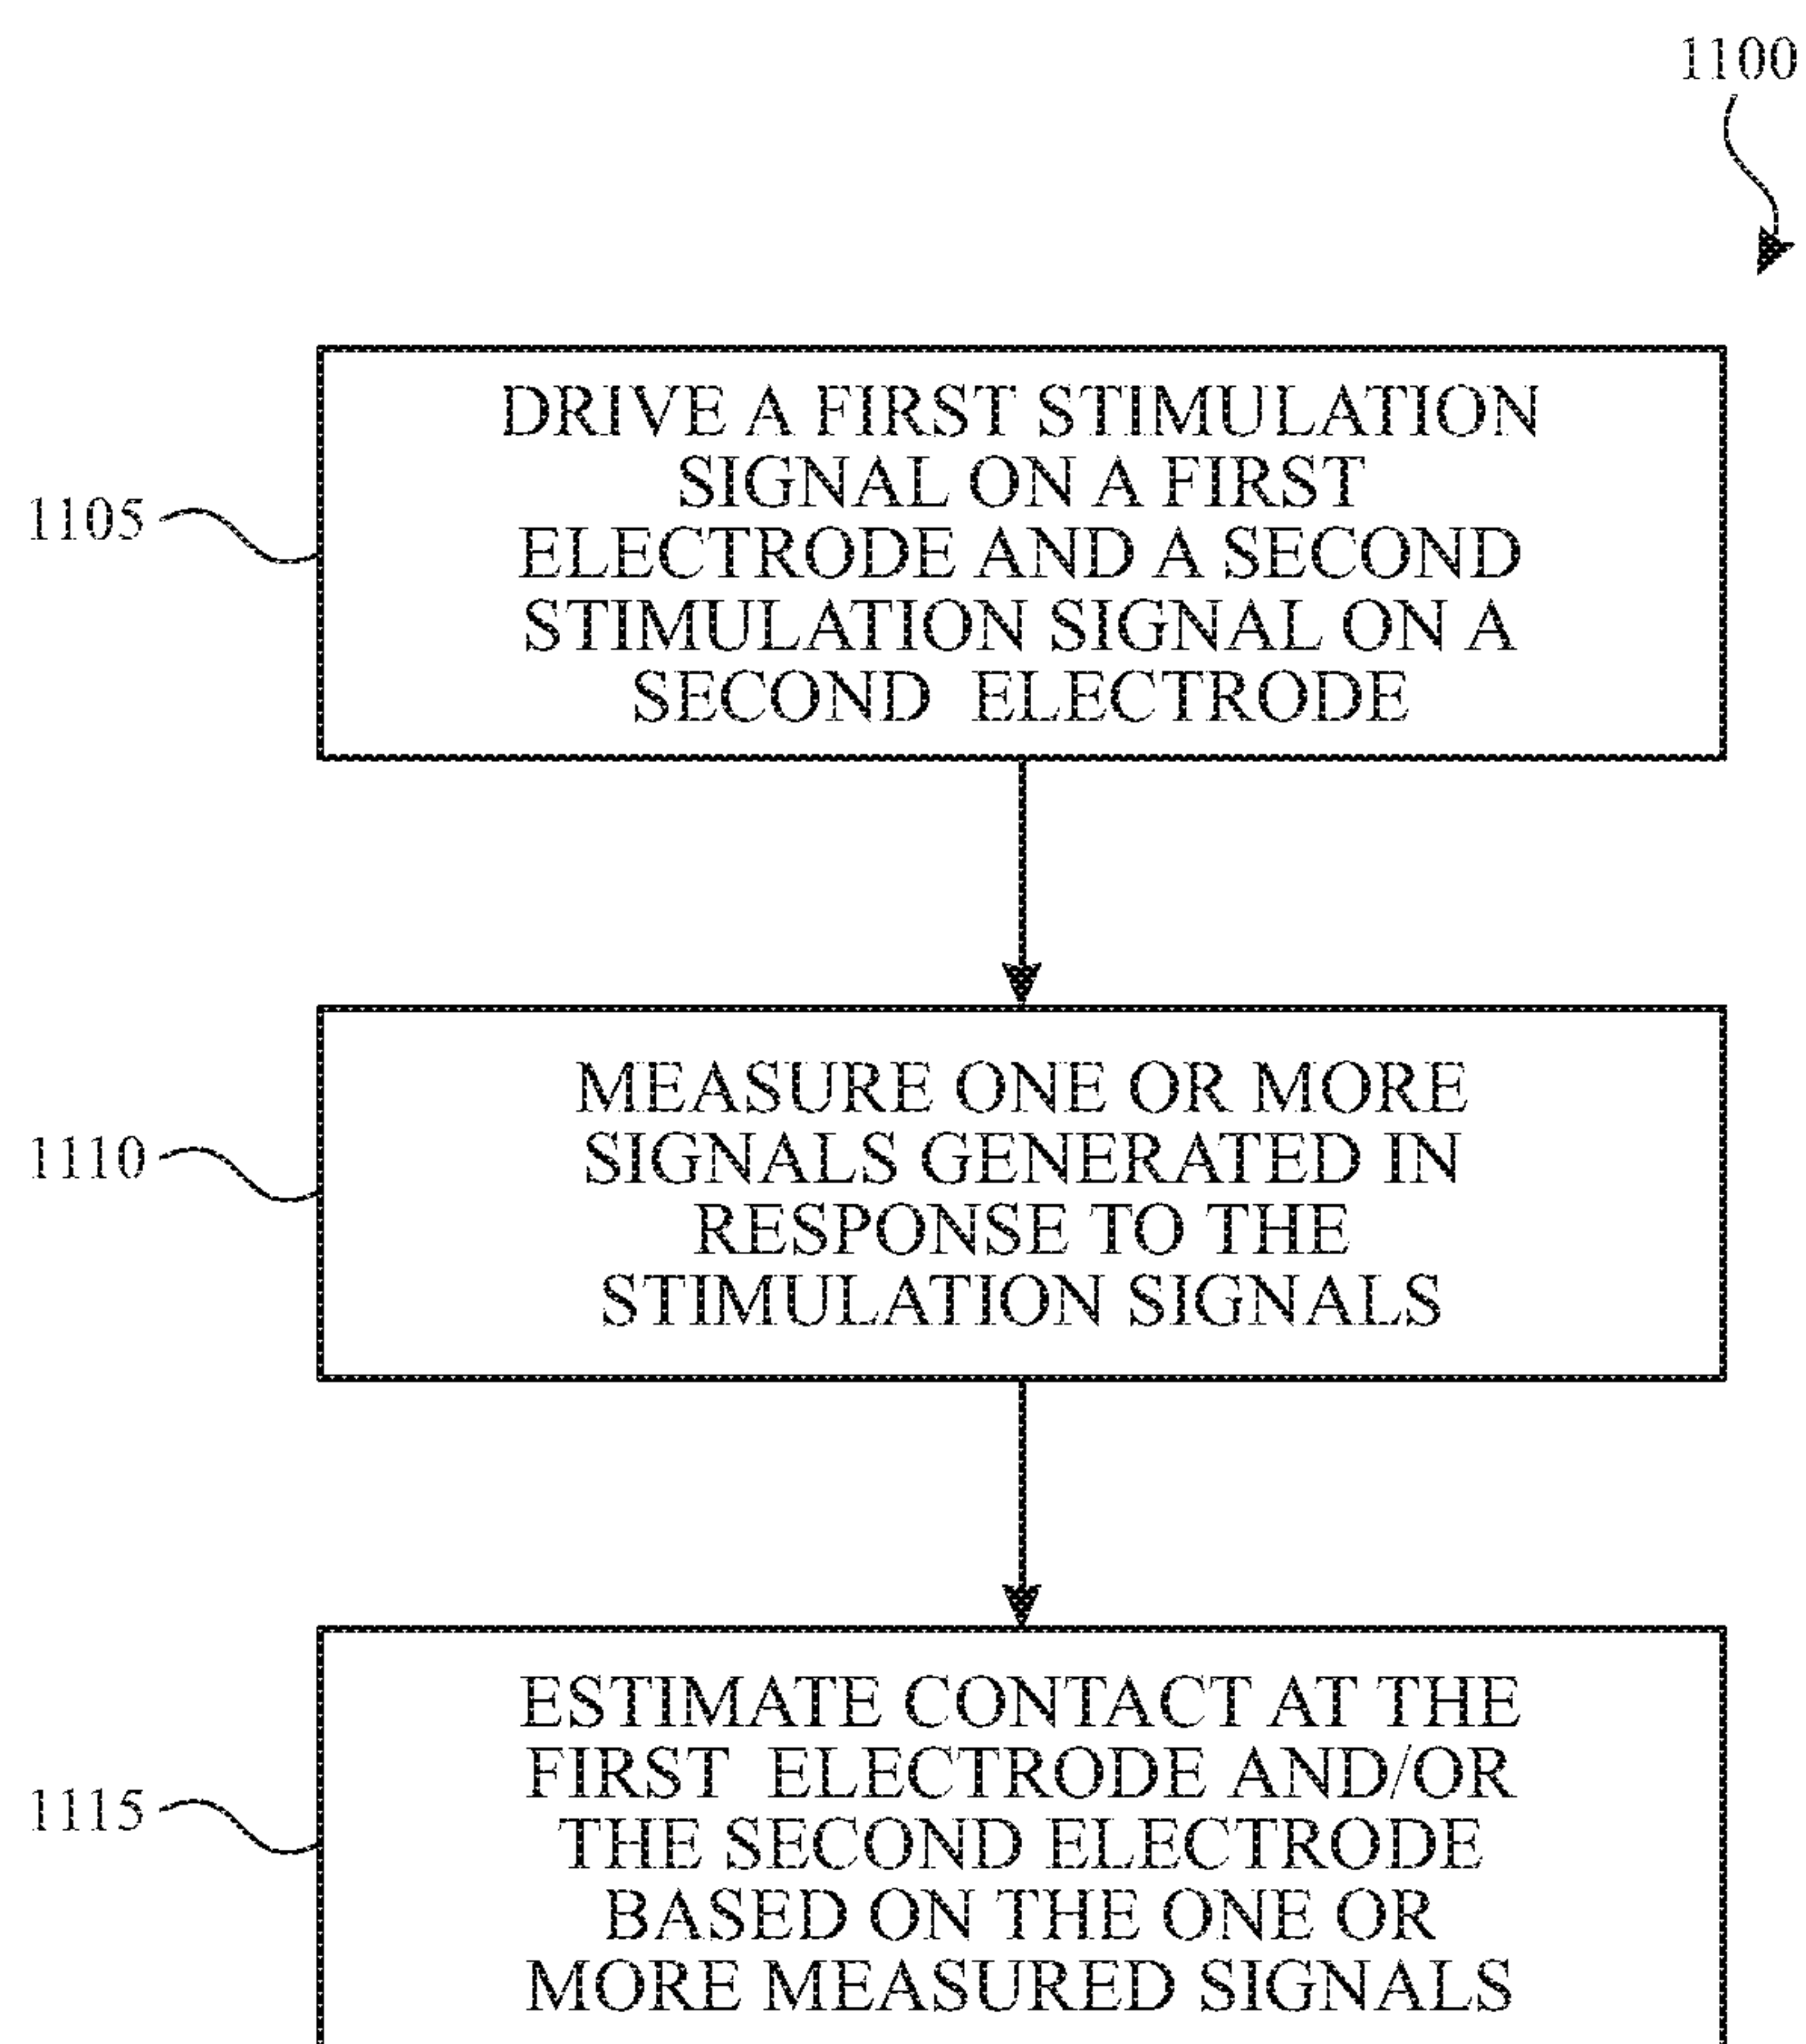 1100
1105
DRIVE A FIRST STIMULATION
SIGNAL ON A FIRST
ELECTRODE AND A SECOND
STIMULATION SIGNAL ON A
SECOND ELECTRODE
1110
MEASURE ONE OR MORE
SIGNALS GENERATED IN
RESPONSE TO THE
STIMULATION SIGNALS
1115
ESTIMATE CONTACT AT THE
FIRST ELECTRODE AND/OR
THE SECOND ELECTRODE
BASED ON THE ONE OR
MORE MEASURED SIGNALS